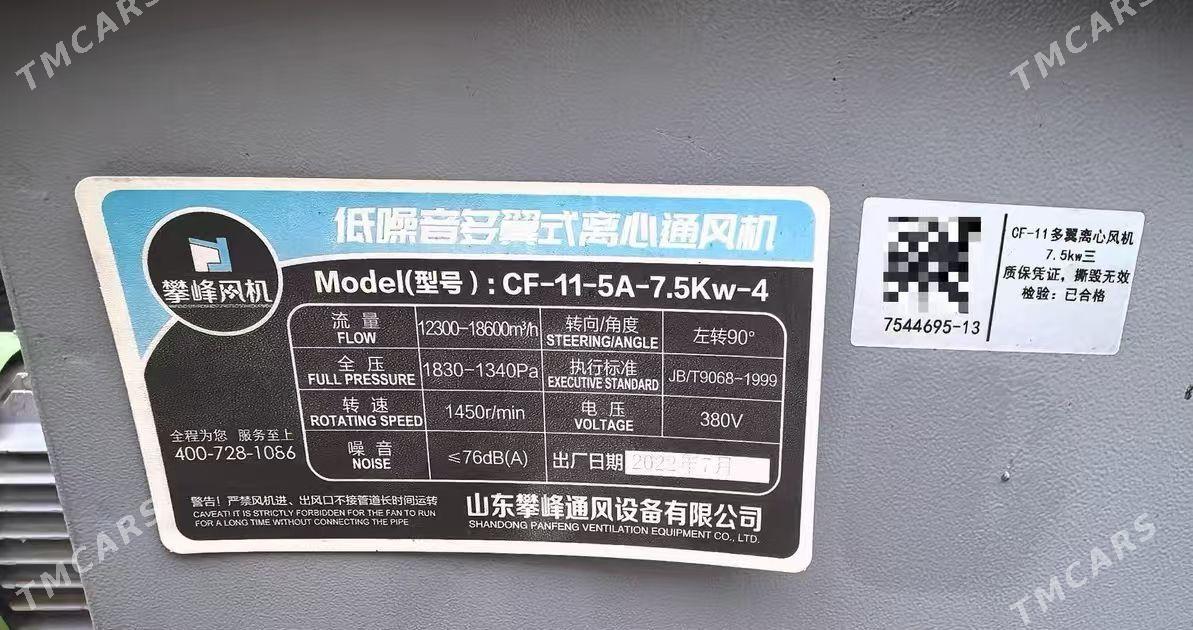 TMCARS
TMCARS
低噪音多翼式离心通风机
攀峰风机
Model(型号):CF-11-5A-7.5Kw-4
流量
FLOW
12300-18600m³/h
转向/角度
STEERING/ANGLE
左转90°
全压
FULL PRESSURE
1830-1340Pa
执行标准
EXECUTIVE STANDARD
JB/T9068-1999
转速
ROTATING SPEED
1450r/min
电压
VOLTAGE
380V
噪音
NOISE
≤76dB(A)
出厂日期
2022年7月
全程为您 服务至上
400-728-1086
警告!严禁风机进、出风口不接管道长时间运转
CAVEAT! IT IS STRICTLY FORBIDDEN FOR THE FAN TO RUN
FOR A LONG TIME WITHOUT CONNECTING THE PIPE
山东攀峰通风设备有限公司
SHANDONG PANFENG VENTILATION EQUIPMENT CO., LTD.
CF-11多翼离心风机
7.5kw三
质保凭证,撕毁无效
检验:已合格
7544695-13
TMCARS
TMCARS